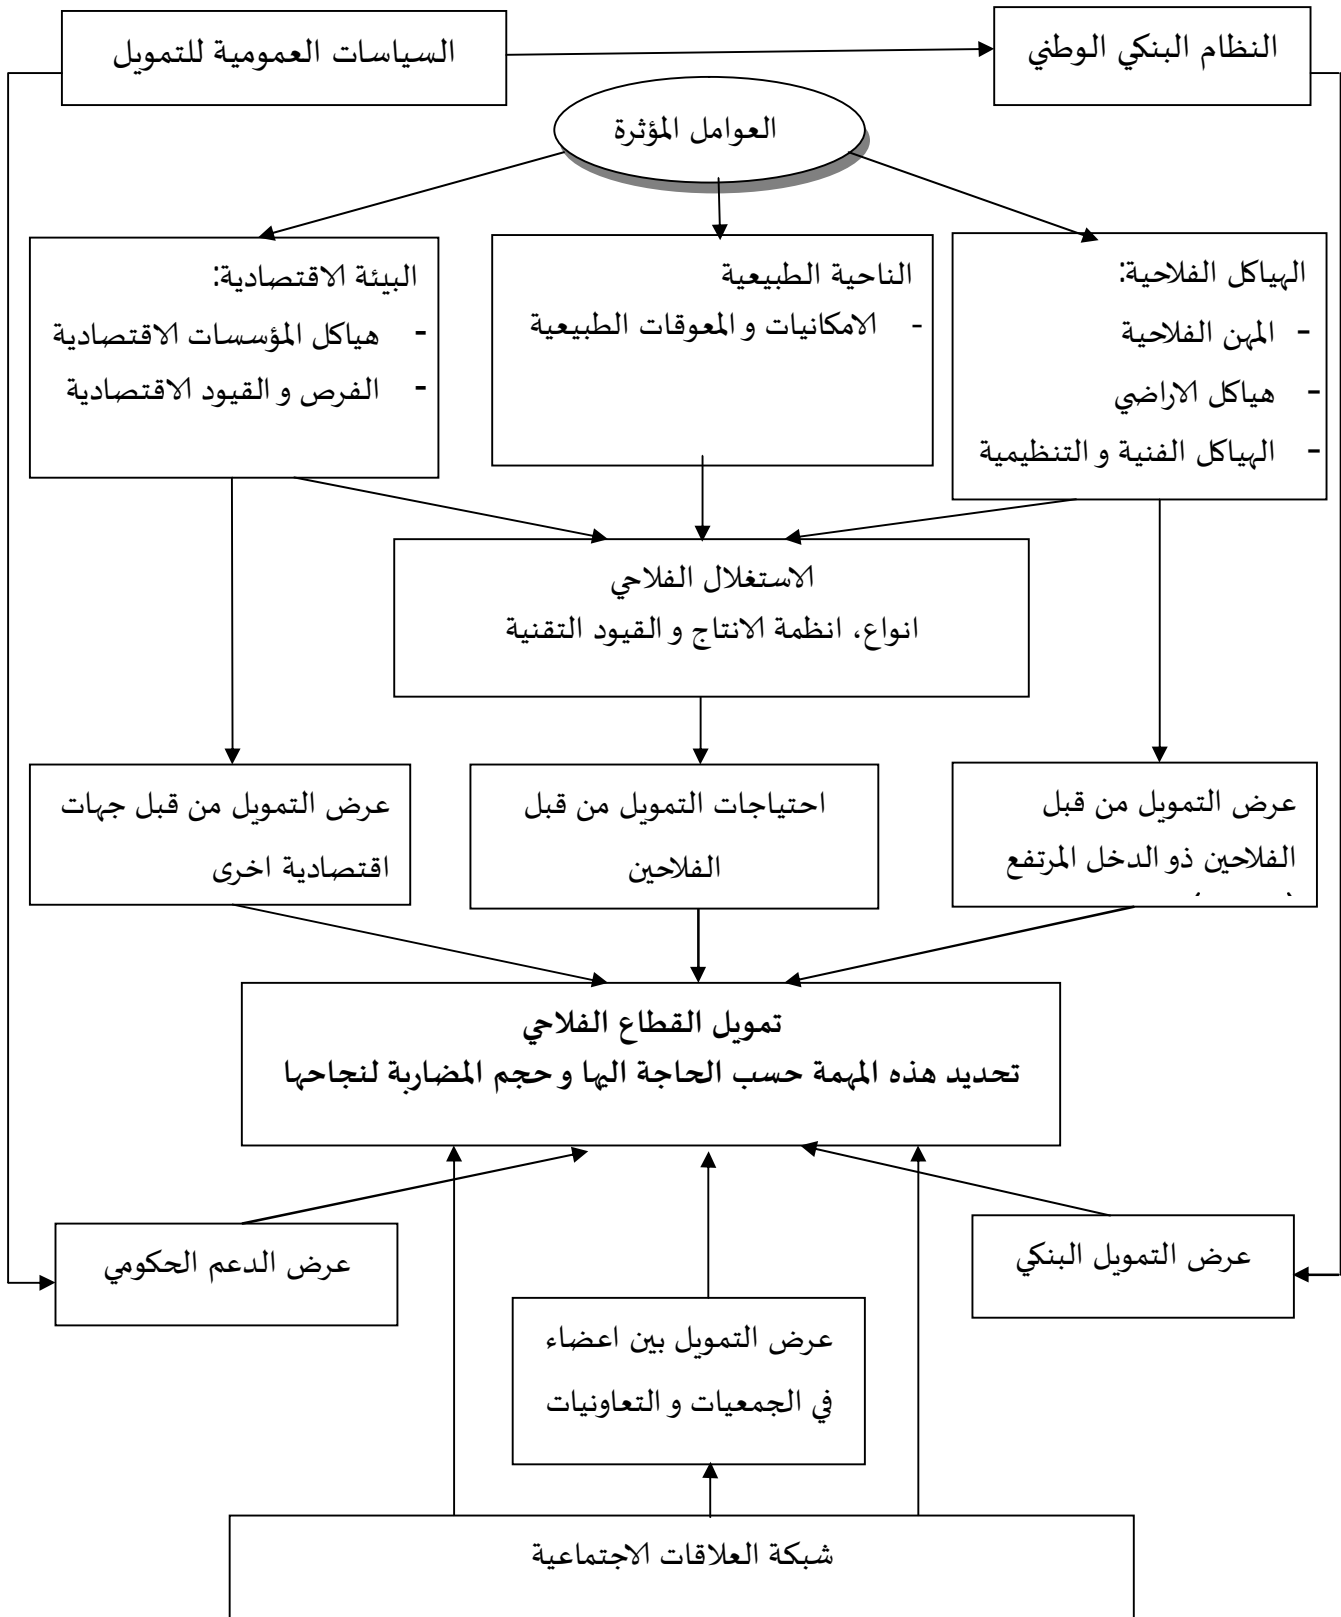 النظام البنكي الوطني
السياسات العمومية للتمويل
العوامل المؤثرة
الهياكل الفلاحية:
- المهن الفلاحية
- هياكل الاراضي
- الهياكل الفنية و التنظيمية
الناحية الطبيعية
- الامكانيات و المعوقات الطبيعية
البيئة الاقتصادية:
- هياكل المؤسسات الاقتصادية
- الفرص و القيود الاقتصادية
الاستغلال الفلاحي
انواع، انظمة الانتاج و القيود التقنية
عرض التمويل من قبل
الفلاحين ذو الدخل المرتفع
احتياجات التمويل من قبل
الفلاحين
عرض التمويل من قبل جهات
اقتصادية اخرى
تمويل القطاع الفلاحي
تحديد هذه المهمة حسب الحاجة اليها و حجم المضاربة لنجاحها
عرض التمويل البنكي
عرض الدعم الحكومي
عرض التمويل بين اعضاء
في الجمعيات و التعاونيات
شبكة العلاقات الاجتماعية